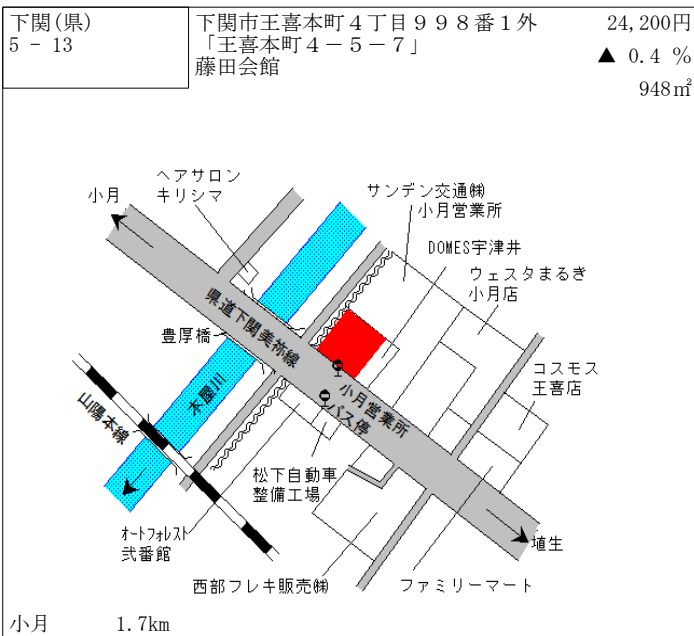 下関(県)
5 - 13
下関市王喜本町４丁目９９８番１外
「王喜本町４－５－７」
藤田会館
24,200円
▲ 0.4 %
948㎡
ヘアサロン
キリシマ
小月
サンデン交通㈱
小月営業所
DOMES宇津井
ウェスタまるき
小月店
県道下関美祢線
豊厚橋
木屋川
山陽本線
小月営業所
バス停
コスモス
王喜店
松下自動車
整備工場
オートフォレスト
弐番館
埴生
西部フレキ販売㈱
ファミリーマート
小月 1.7km